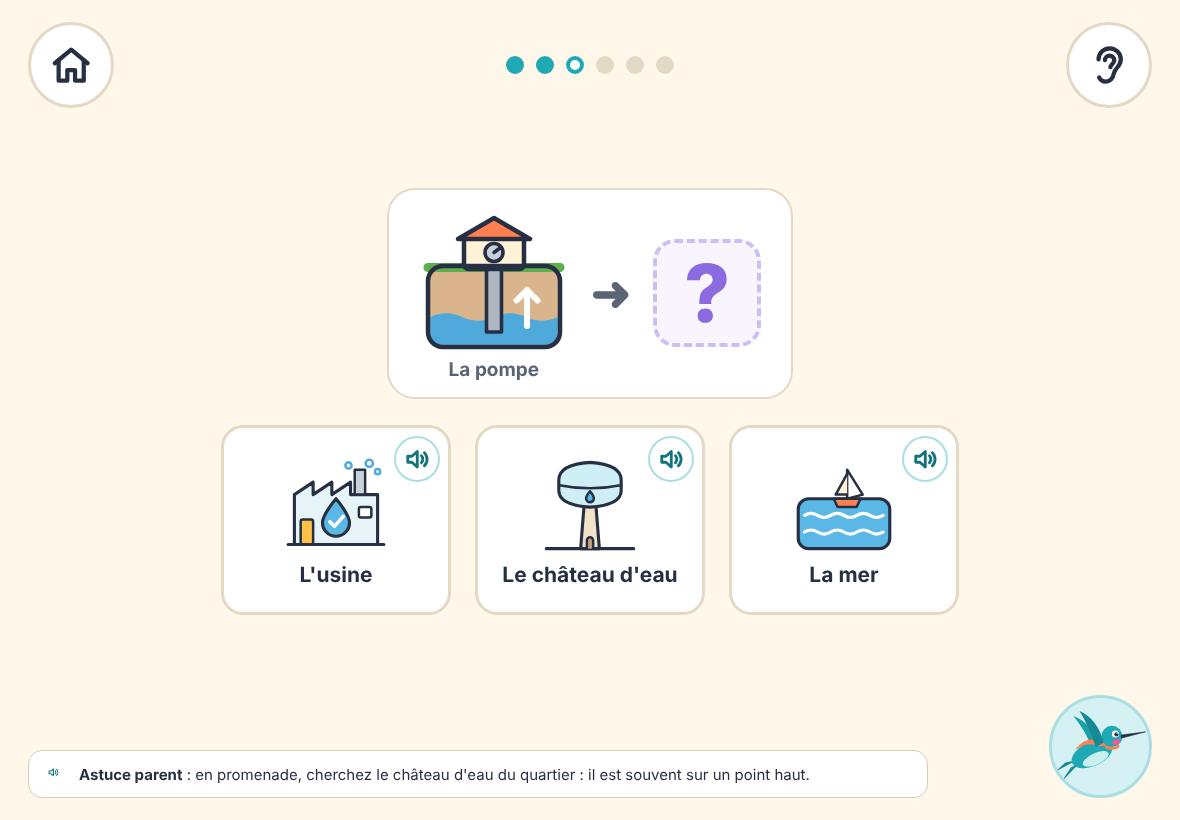 ?
La pompe
L'usine
Le château d'eau
La mer
Astuce parent : en promenade, cherchez le château d'eau du quartier : il est souvent sur un point haut.